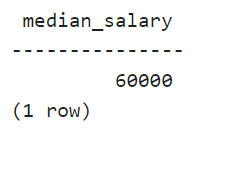 median_salary
---------------
60000
(1 row)